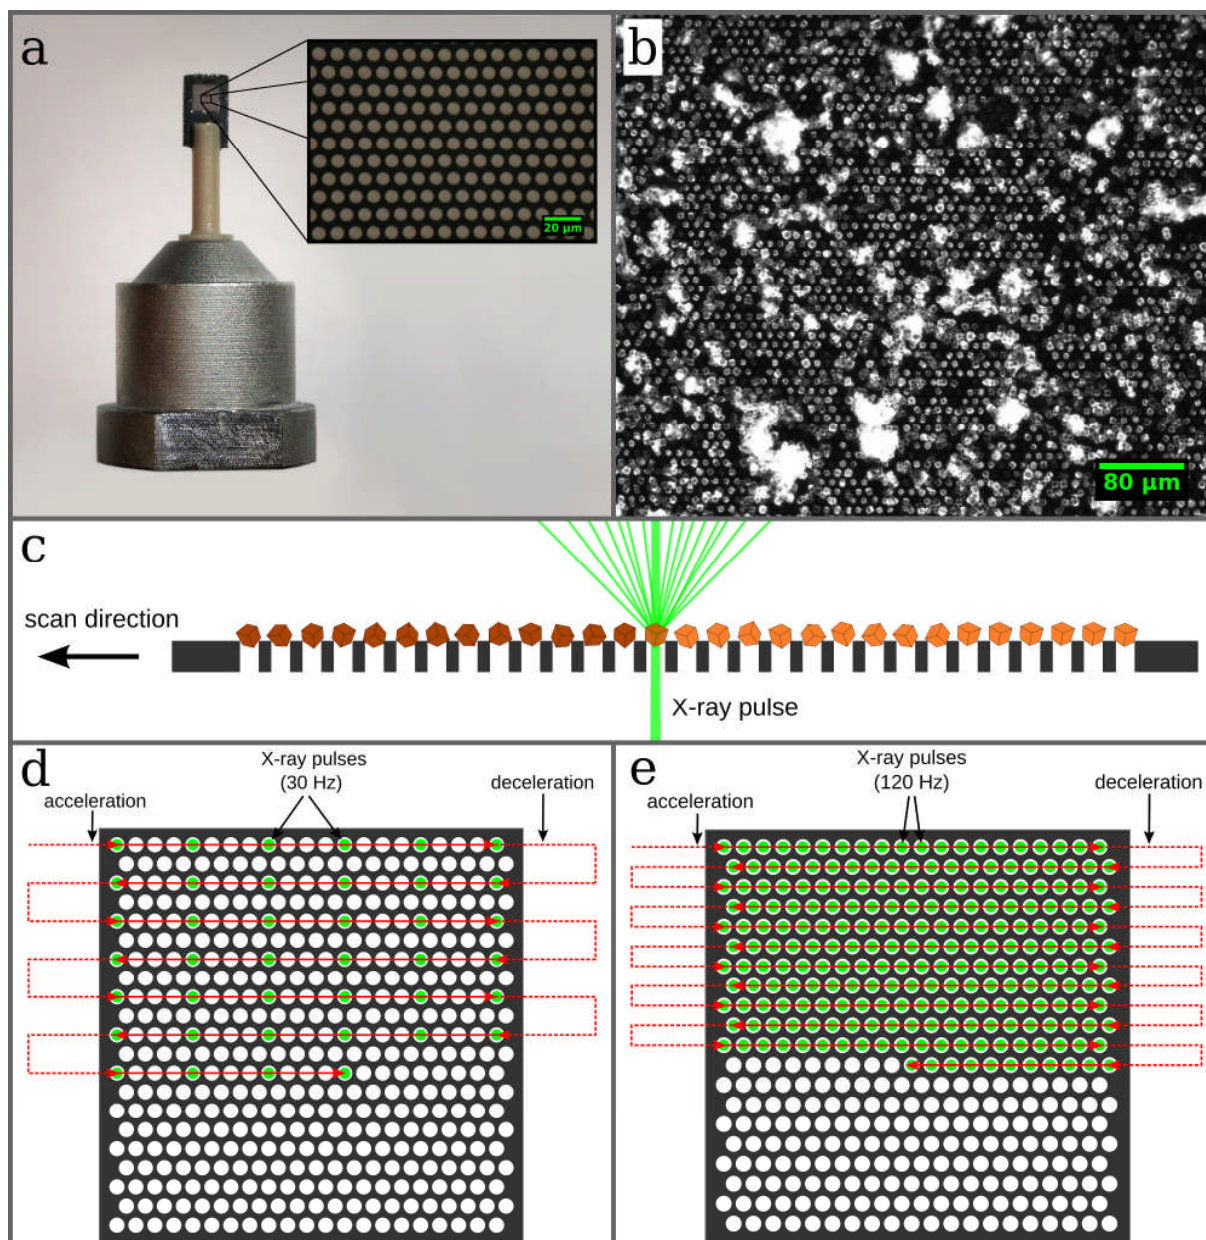 a
20 µm
b
80 µm
c
scan direction
X-ray pulse
d
X-ray pulses
(30 Hz)
acceleration
deceleration
e
X-ray pulses
(120 Hz)
acceleration
deceleration